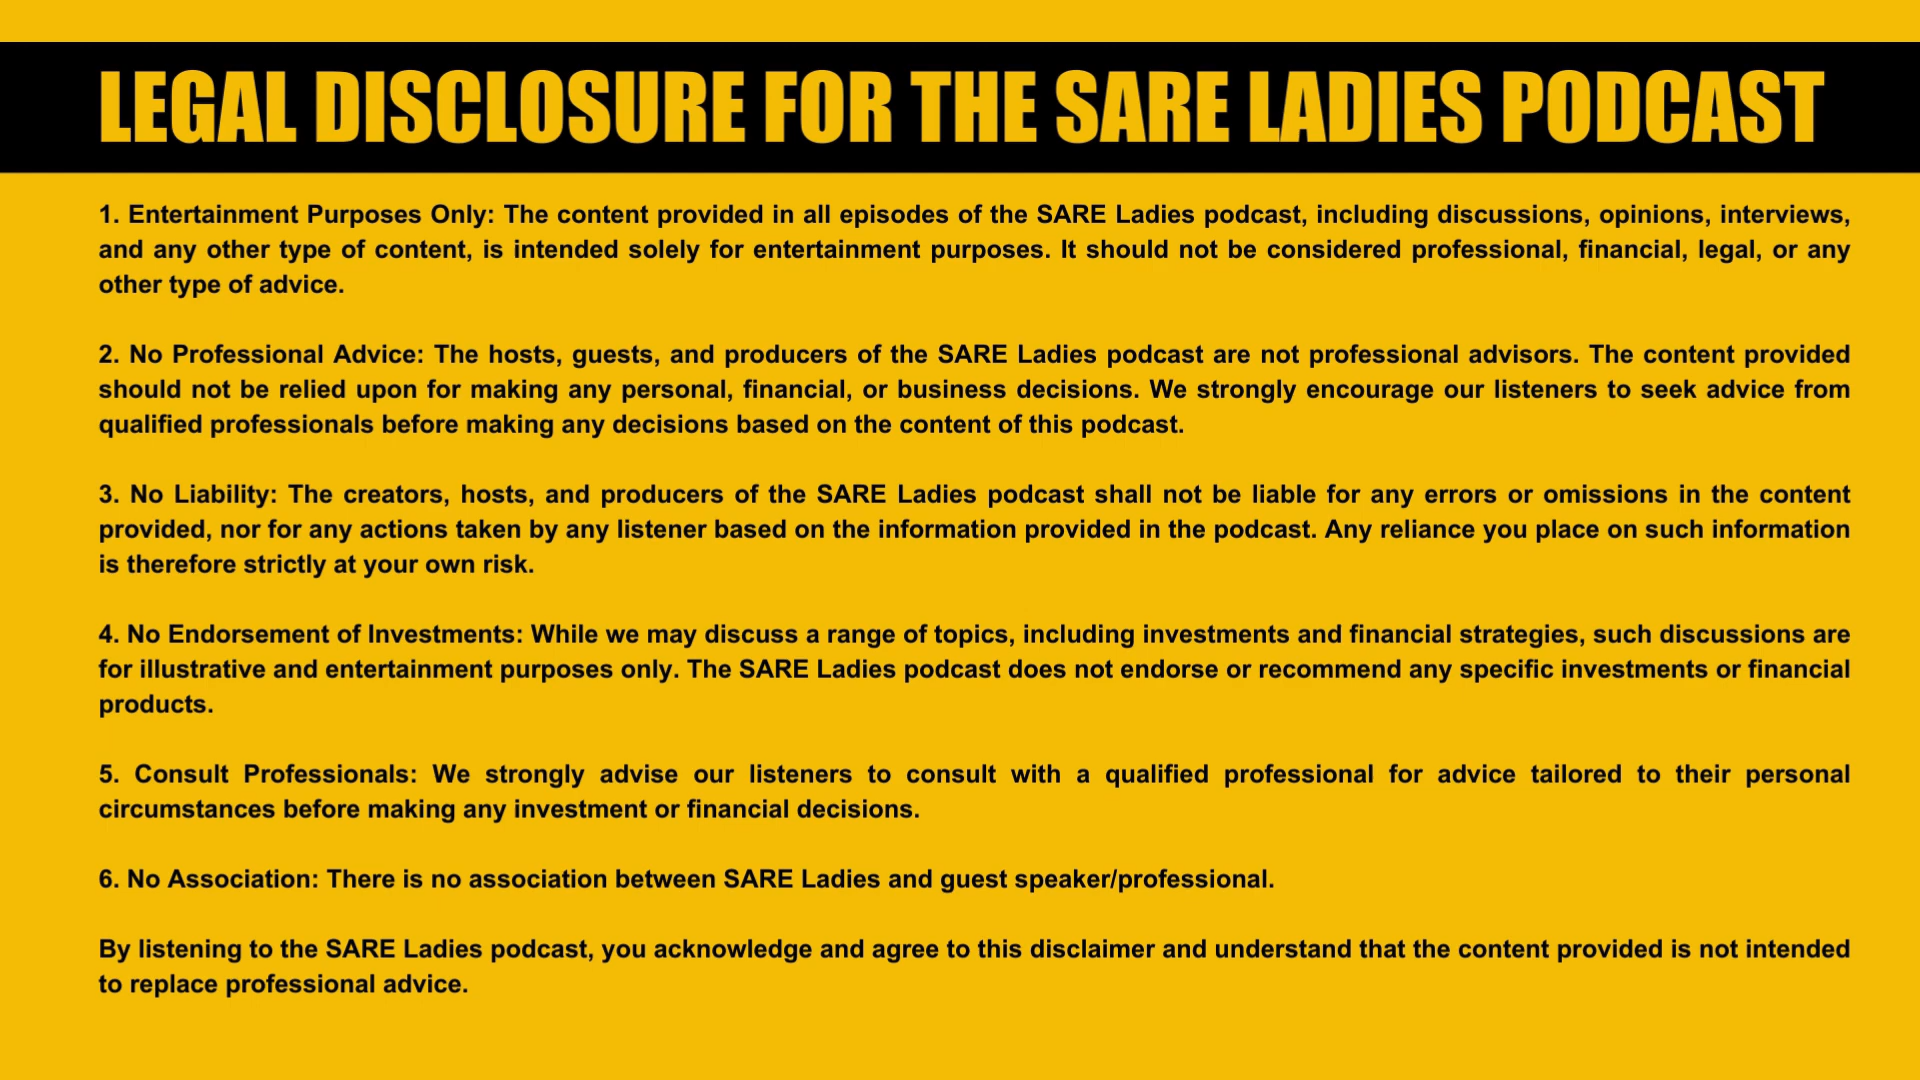 LEGAL DISCLOSURE FOR THE SARE LADIES PODCAST
1. Entertainment Purposes Only: The content provided in all episodes of the SARE Ladies podcast, including discussions, opinions, interviews,
and any other type of content, is intended solely for entertainment purposes. It should not be considered professional, financial, legal, or any
other type of advice.
2. No Professional Advice: The hosts, guests, and producers of the SARE Ladies podcast are not professional advisors. The content provided
should not be relied upon for making any personal, financial, or business decisions. We strongly encourage our listeners to seek advice from
qualified professionals before making any decisions based on the content of this podcast.
3. No Liability: The creators, hosts, and producers of the SARE Ladies podcast shall not be liable for any errors or omissions in the content
provided, nor for any actions taken by any listener based on the information provided in the podcast. Any reliance you place on such information
is therefore strictly at your own risk.
4. No Endorsement of Investments: While we may discuss a range of topics, including investments and financial strategies, such discussions are
for illustrative and entertainment purposes only. The SARE Ladies podcast does not endorse or recommend any specific investments or financial
products.
5. Consult Professionals: We strongly advise our listeners to consult with a qualified professional for advice tailored to their personal
circumstances before making any investment or financial decisions.
6. No Association: There is no association between SARE Ladies and guest speaker/professional.
By listening to the SARE Ladies podcast, you acknowledge and agree to this disclaimer and understand that the content provided is not intended
to replace professional advice.